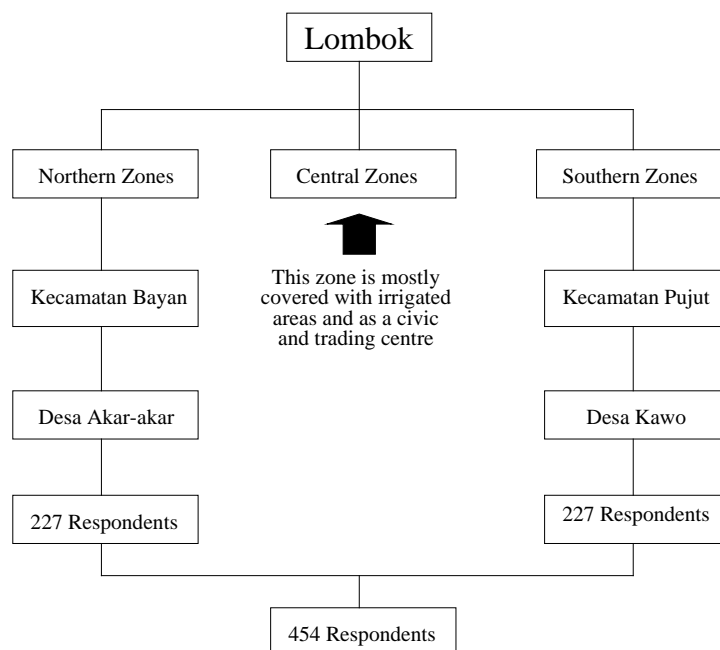 Lombok
Northern Zones
Central Zones
Southern Zones
This zone is mostly
covered with irrigated
areas and as a civic
and trading centre
Kecamatan Bayan
Kecamatan Pujut
Desa Akar-akar
Desa Kawo
227 Respondents
227 Respondents
454 Respondents